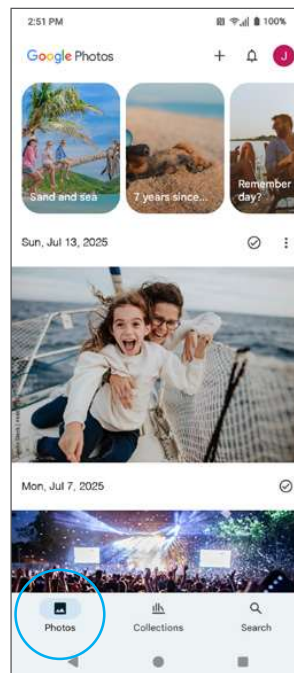 2:51 PM 100%
Google Photos
J
Sand and sea
7 years since...
Remember
day?
Sun, Jul 13, 2025
Mon, Jul 7, 2025
Photos
Collections
Search